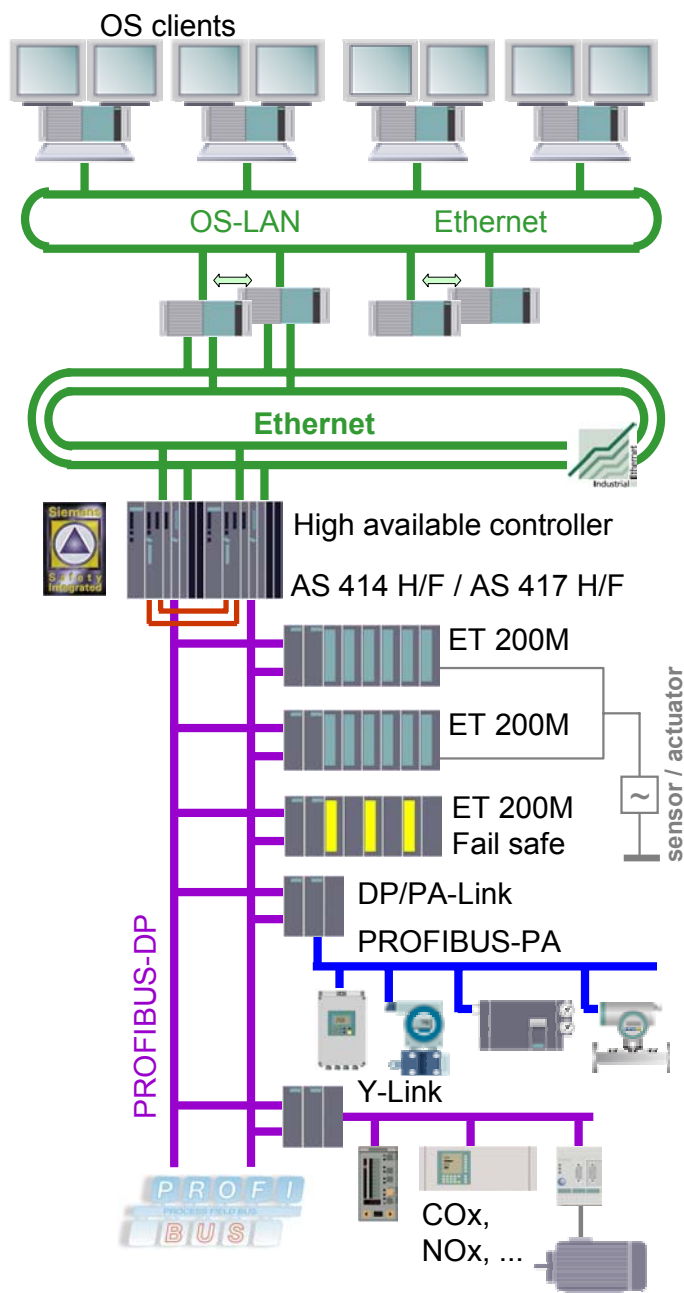 OS clients
OS-LAN
Ethernet
Ethernet
Industrial
Ethernet
Siemens
Safety
Integrated
High available controller
AS 414 H/F / AS 417 H/F
ET 200M
ET 200M
sensor / actuator
~
ET 200M
Fail safe
DP/PA-Link
PROFIBUS-PA
PROFIBUS-DP
Y-Link
PROFI
PROCESS FIELD BUS
BUS
COx,
NOx, ...